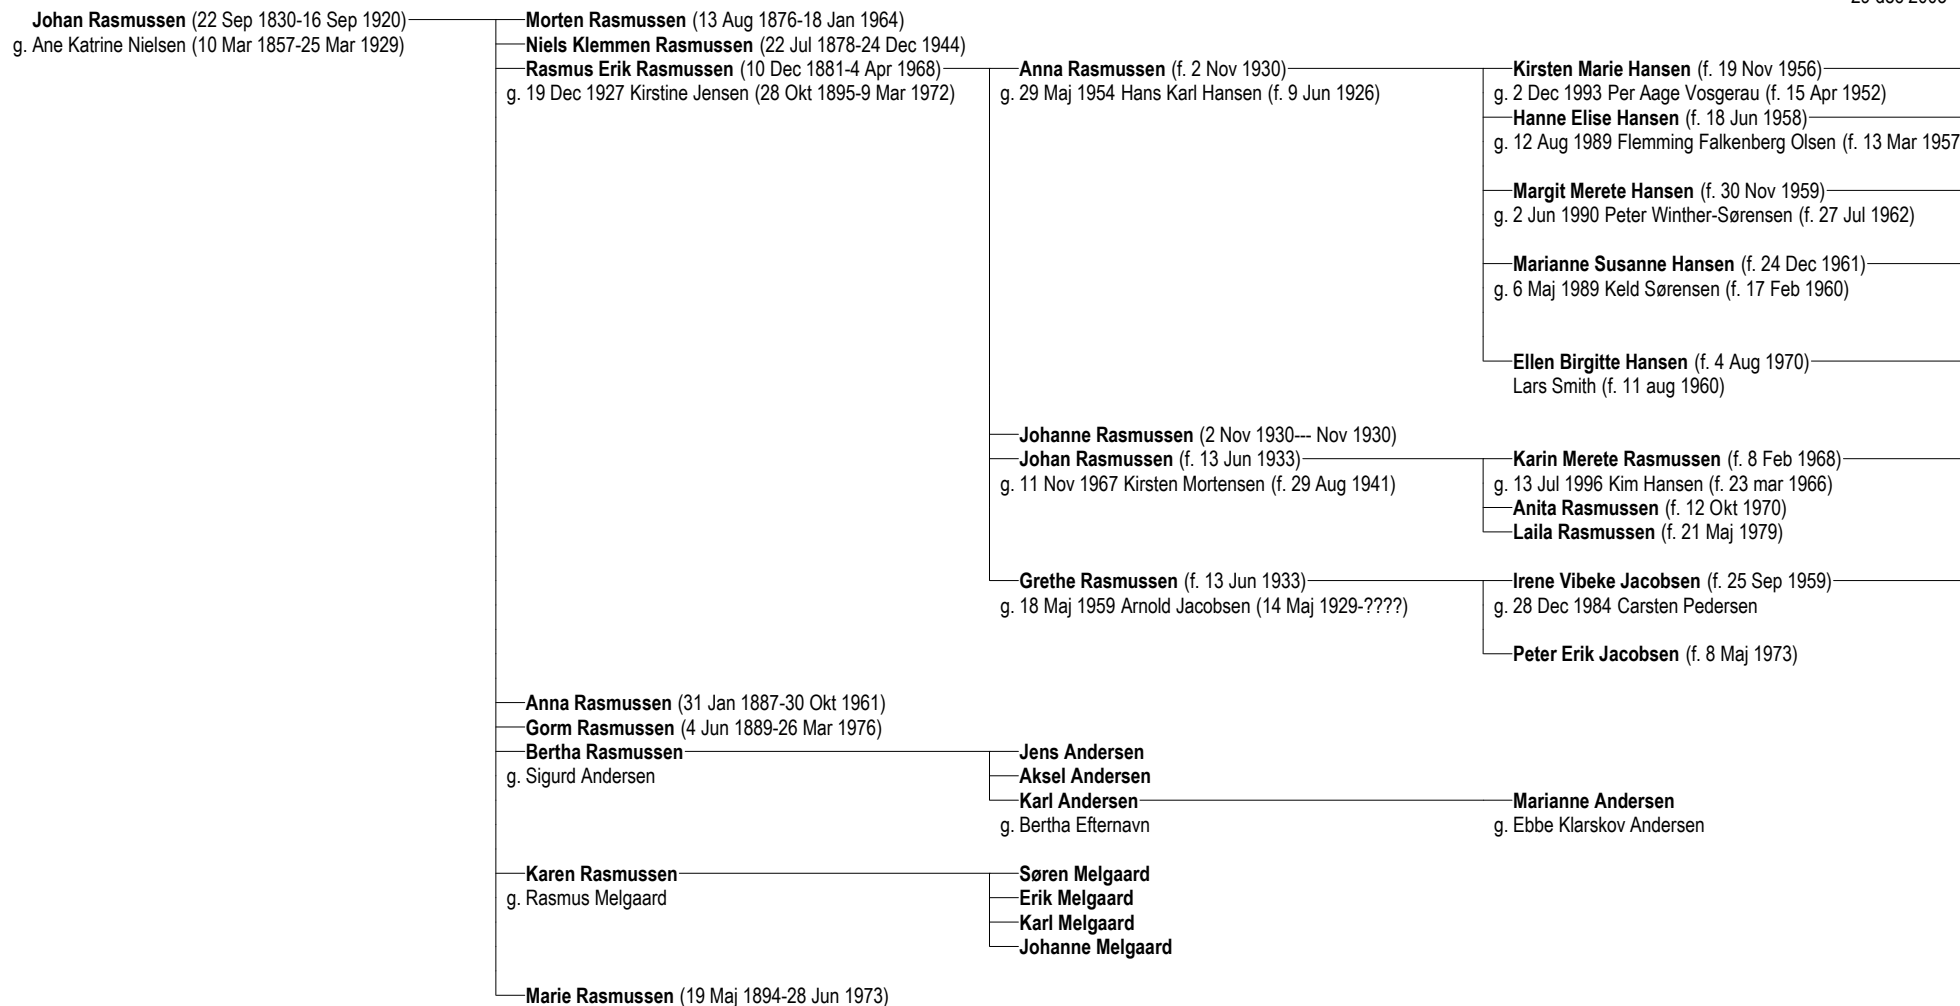 Johan Rasmussen (22 Sep 1830-16 Sep 1920)
g. Ane Katrine Nielsen (10 Mar 1857-25 Mar 1929)
Morten Rasmussen (13 Aug 1876-18 Jan 1964)
Niels Klemmen Rasmussen (22 Jul 1878-24 Dec 1944)
Rasmus Erik Rasmussen (10 Dec 1881-4 Apr 1968)
g. 19 Dec 1927 Kirstine Jensen (28 Okt 1895-9 Mar 1972)
Anna Rasmussen (f. 2 Nov 1930)
g. 29 Maj 1954 Hans Karl Hansen (f. 9 Jun 1926)
Kirsten Marie Hansen (f. 19 Nov 1956)
g. 2 Dec 1993 Per Aage Vosgerau (f. 15 Apr 1952)
Hanne Elise Hansen (f. 18 Jun 1958)
g. 12 Aug 1989 Flemming Falkenberg Olsen (f. 13 Mar 1957
Margit Merete Hansen (f. 30 Nov 1959)
g. 2 Jun 1990 Peter Winther-Sørensen (f. 27 Jul 1962)
Marianne Susanne Hansen (f. 24 Dec 1961)
g. 6 Maj 1989 Keld Sørensen (f. 17 Feb 1960)
Ellen Birgitte Hansen (f. 4 Aug 1970)
Lars Smith (f. 11 aug 1960)
Johanne Rasmussen (2 Nov 1930--- Nov 1930)
Johan Rasmussen (f. 13 Jun 1933)
g. 11 Nov 1967 Kirsten Mortensen (f. 29 Aug 1941)
Karin Merete Rasmussen (f. 8 Feb 1968)
g. 13 Jul 1996 Kim Hansen (f. 23 mar 1966)
Anita Rasmussen (f. 12 Okt 1970)
Laila Rasmussen (f. 21 Maj 1979)
Grethe Rasmussen (f. 13 Jun 1933)
g. 18 Maj 1959 Arnold Jacobsen (14 Maj 1929-????)
Irene Vibeke Jacobsen (f. 25 Sep 1959)
g. 28 Dec 1984 Carsten Pedersen
Peter Erik Jacobsen (f. 8 Maj 1973)
Anna Rasmussen (31 Jan 1887-30 Okt 1961)
Gorm Rasmussen (4 Jun 1889-26 Mar 1976)
Bertha Rasmussen
g. Sigurd Andersen
Jens Andersen
Aksel Andersen
Karl Andersen
g. Bertha Efternavn
Marianne Andersen
g. Ebbe Klarskov Andersen
Karen Rasmussen
g. Rasmus Melgaard
Søren Melgaard
Erik Melgaard
Karl Melgaard
Johanne Melgaard
Marie Rasmussen (19 Maj 1894-28 Jun 1973)